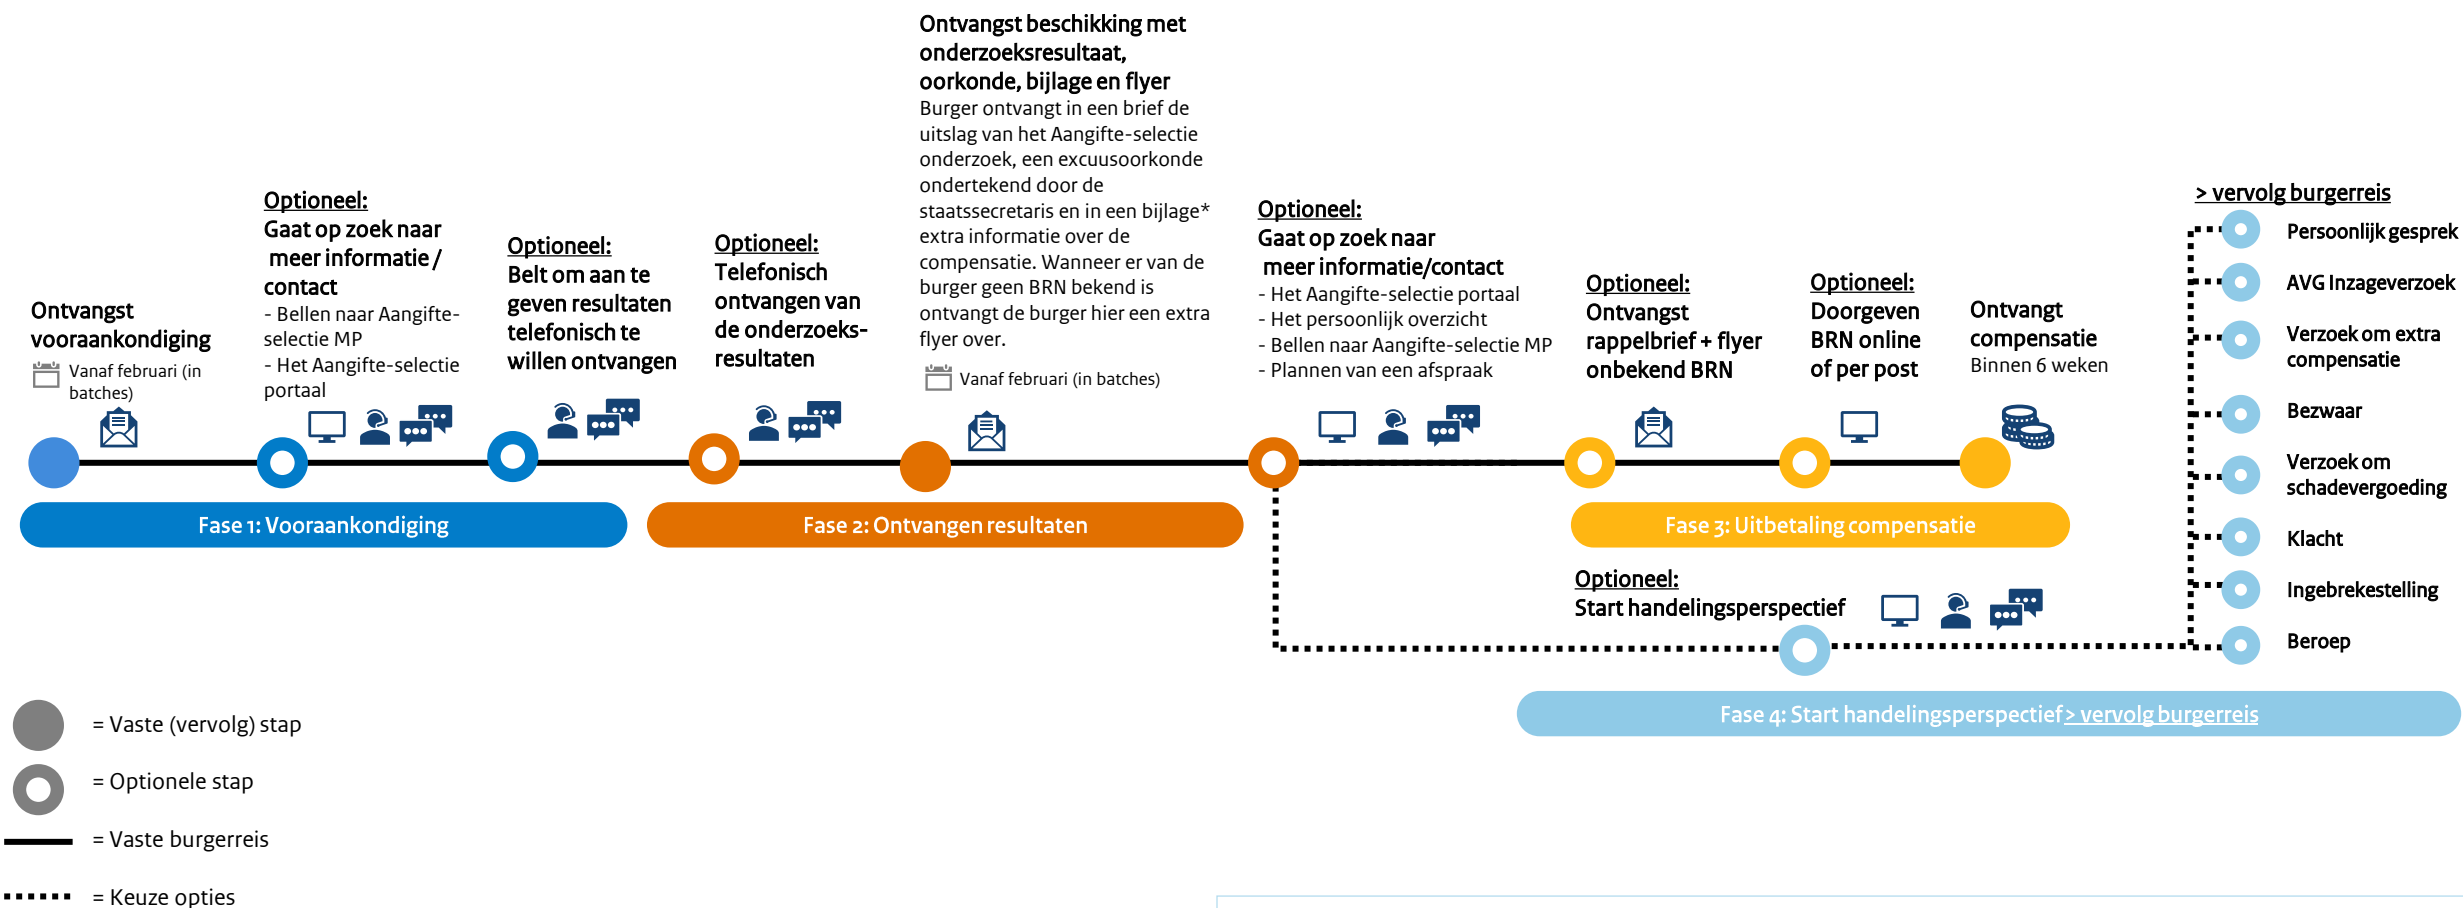 Ontvangst
vooraankondiging
Vanaf februari (in
batches)
Optioneel:
Gaat op zoek naar
meer informatie /
contact
- Bellen naar Aangifte-
selectie MP
- Het Aangifte-selectie
portaal
Optioneel:
Belt om aan te
geven resultaten
telefonisch te
willen ontvangen
Optioneel:
Telefonisch
ontvangen van
de onderzoeks-
resultaten
Ontvangst beschikking met
onderzoeksresultaat,
oorkonde, bijlage en flyer
Burger ontvangt in een brief de
uitslag van het Aangifte-selectie
onderzoek, een excuusoorkonde
ondertekend door de
staatssecretaris en in een bijlage*
extra informatie over de
compensatie. Wanneer er van de
burger geen BRN bekend is
ontvangt de burger hier een extra
flyer over.
Vanaf februari (in batches)
Optioneel:
Gaat op zoek naar
meer informatie/contact
- Het Aangifte-selectie portaal
- Het persoonlijk overzicht
- Bellen naar Aangifte-selectie MP
- Plannen van een afspraak
Optioneel:
Ontvangst
rappelbrief + flyer
onbekend BRN
Optioneel:
Doorgeven
BRN online
of per post
Ontvangt
compensatie
Binnen 6 weken
Fase 1: Vooraankondiging
Fase 2: Ontvangen resultaten
Fase 3: Uitbetaling compensatie
Optioneel:
Start handelingsperspectief
Fase 4: Start handelingsperspectief > vervolg burgerreis
> vervolg burgerreis
Persoonlijk gesprek
AVG Inzageverzoek
Verzoek om extra
compensatie
Bezwaar
Verzoek om
schadevergoeding
Klacht
Ingebrekestelling
Beroep
= Vaste (vervolg) stap
= Optionele stap
= Vaste burgerreis
= Keuze opties